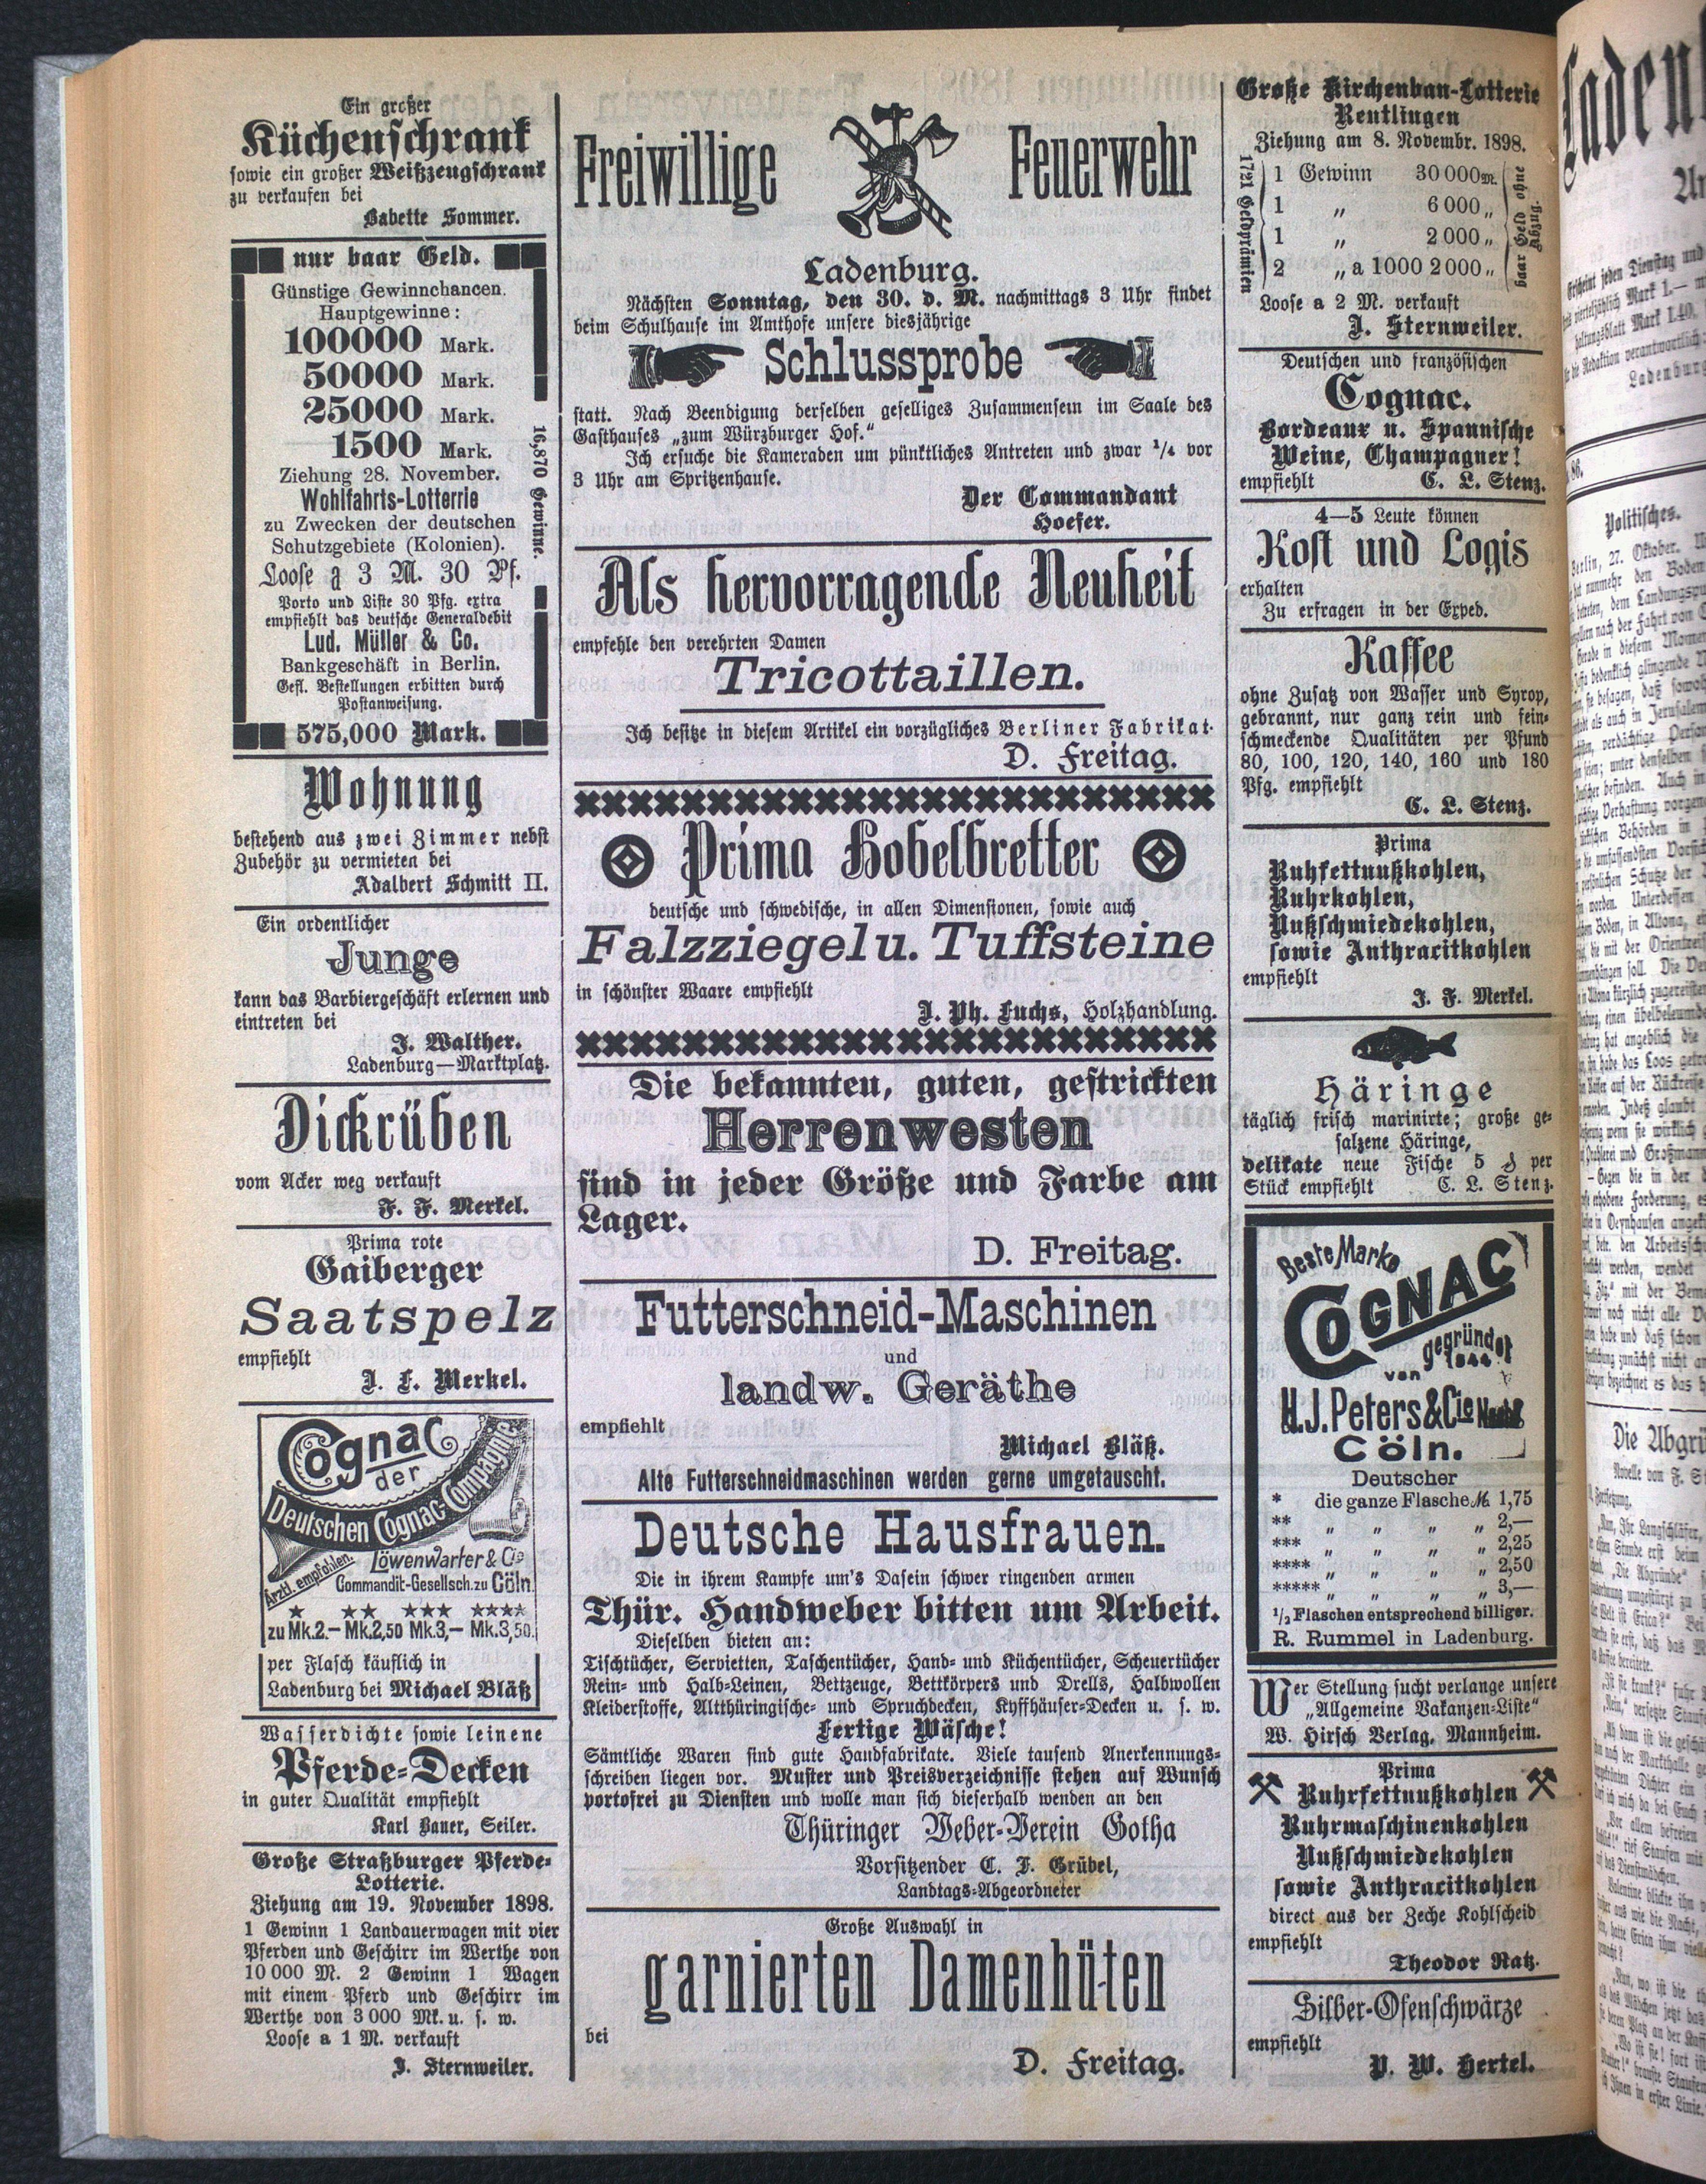 Ein großer
Küchenschrank
sowie ein großer Weißzeugschrank
zu verkaufen bei
Babette Sommer.
nur baar Geld.
Günstige Gewinnchancen.
Hauptgewinne:
100000 Mark.
50000 Mark.
25000 Mark.
1500 Mark.
16,870 Gewinne.
Ziehung 28. November.
Wohlfahrts-Lotterrie
zu Zwecken der deutschen
Schutzgebiete (Kolonien).
Loose a 3 M. 30 Pf.
Porto und Liste 30 Pfg. extra
empfiehlt das deutsche Generaldebit
Lud. Müller & Co.
Bankgeschäft in Berlin.
Gefl. Bestellungen erbitten durch
Postanweisung.
575,000 Mark.
Wohnung
bestehend aus zwei Zimmer nebst
Zubehör zu vermieten bei
Adalbert Schmitt II.
Ein ordentlicher
Junge
kann das Barbiergeschäft erlernen und
eintreten bei
J. Walther.
Ladenburg—Marktplatz.
Dickrüben
vom Acker weg verkauft
F. F. Merkel.
Prima rote
Gaiberger
Saatspelz
empfiehlt
J. F. Merkel.
Cognac
der
Deutschen Cognac-Compagnie
Ärztl. empfohlen.
Löwenwarter & Cie
Commandit-Gesellsch. zu Cöln.
★ ★★ ★★★ ★★★★
zu Mk.2.— Mk.2,50 Mk.3,— Mk.3,50.
per Flasch käuflich in
Ladenburg bei Michael Bläß
Wasserdichte sowie leinene
Pferde-Decken
in guter Qualität empfiehlt
Karl Bauer, Seiler.
Große Straßburger Pferde-
Lotterie.
Ziehung am 19. November 1898.
1 Gewinn 1 Landauerwagen mit vier
Pferden und Geschirr im Werthe von
10 000 M. 2 Gewinn 1 Wagen
mit einem Pferd und Geschirr im
Werthe von 3 000 Mk. u. s. w.
Loose a 1 M. verkauft
J. Sternweiler.
Freiwillige Feuerwehr
Ladenburg.
Nächsten Sonntag, den 30. d. M. nachmittags 3 Uhr findet
beim Schulhause im Amthofe unsere diesjährige
Schlussprobe
statt. Nach Beendigung derselben geselliges Zusammensein im Saale des
Gasthauses „zum Würzburger Hof.“
Ich ersuche die Kameraden um pünktliches Antreten und zwar ¼ vor
3 Uhr am Spritzenhause.
Der Commandant
Hoefer.
Als hervorragende Neuheit
empfehle den verehrten Damen
Tricottaillen.
Ich besitze in diesem Artikel ein vorzügliches Berliner Fabrikat.
D. Freitag.
Prima Hobelbretter
deutsche und schwedische, in allen Dimensionen, sowie auch
Falzziegel u. Tuffsteine
in schönster Waare empfiehlt
J. Ph. Fuchs, Holzhandlung.
Die bekannten, guten, gestrickten
Herrenwesten
sind in jeder Größe und Farbe am
Lager.
D. Freitag.
Futterschneid-Maschinen
und
landw. Geräthe
empfiehlt
Michael Bläß.
Alte Futterschneidmaschinen werden gerne umgetauscht.
Deutsche Hausfrauen.
Die in ihrem Kampfe um's Dasein schwer ringenden armen
Thür. Handweber bitten um Arbeit.
Dieselben bieten an:
Tischtücher, Servietten, Taschentücher, Hand- und Küchentücher, Scheuertücher
Rein- und Halb-Leinen, Bettzeuge, Bettkörpers und Drells, Halbwollen
Kleiderstoffe, Altthüringische- und Spruchdecken, Kyffhäuser-Decken u. s. w.
Fertige Wäsche!
Sämtliche Waren sind gute Handfabrikate. Viele tausend Anerkennungs-
schreiben liegen vor. Muster und Preisverzeichnisse stehen auf Wunsch
portofrei zu Diensten und wolle man sich dieserhalb wenden an den
Thüringer Weber-Verein Gotha
Vorsitzender C. F. Grübel,
Landtags-Abgeordneter
Große Auswahl in
garnierten Damenhüten
bei
D. Freitag.
Große Kirchenbau-Lotterie
Reutlingen
Ziehung am 8. Novembr. 1898.
1721 Geldprämien
1 Gewinn 30 000 M.
1 „ 6 000 „
1 „ 2 000 „
2 „ a 1000 2 000 „
baar Geld ohne
Abzug.
Loose a 2 M. verkauft
J. Sternweiler.
Deutschen und französischen
Cognac.
Bordeaux u. Spannische
Weine, Champagner!
empfiehlt C. L. Stenz.
4—5 Leute können
Kost und Logis
erhalten
Zu erfragen in der Exped.
Kaffee
ohne Zusatz von Wasser und Syrop,
gebrannt, nur ganz rein und fein-
schmeckende Qualitäten per Pfund
80, 100, 120, 140, 160 und 180
Pfg. empfiehlt
C. L. Stenz.
Prima
Ruhfettnußkohlen,
Ruhrkohlen,
Nußschmiedekohlen,
sowie Anthracitkohlen
empfiehlt
J. F. Merkel.
Häringe
täglich frisch marinirte; große ge-
salzene Häringe,
delikate neue Fische 5 ₰ per
Stück empfiehlt C. L. Stenz.
Beste Marke
COGNAC
gegründet
1844
von
H.J. Peters & Cie Nachf.
Cöln.
Deutscher
* die ganze Flasche M. 1,75
** „ „ „ „ 2,—
*** „ „ „ „ 2,25
**** „ „ „ „ 2,50
***** „ „ „ „ 3,—
½ Flaschen entsprechend billiger.
R. Rummel in Ladenburg.
Wer Stellung sucht verlange unsere
„Allgemeine Vakanzen-Liste“
W. Hirsch Verlag, Mannheim.
Prima
Ruhrfettnußkohlen
Ruhrmaschinenkohlen
Nußschmiedekohlen
sowie Anthracitkohlen
direct aus der Zeche Kohlscheid
empfiehlt
Theodor Ratz.
Silber-Ofenschwärze
empfiehlt
P. W. Hertel.
Laden
Erscheint jeden Dienstag und
vierteljährlich Mark 1.—
Mark 1.40.
die Redaktion verantwortlich:
Ladenburg
86.
Politisches.
Berlin, 27. Oktober.
Die Abgrü
Novelle von F.